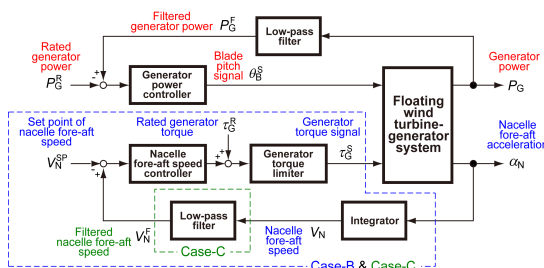 Filtered
generator power
P_G^F
Low-pass
filter
Rated
generator
power
P_G^R
- +
Generator
power
controller
Blade
pitch
signal
θ_B^S
Floating
wind
turbine-
generator
system
Generator
power
P_G
Set point of
nacelle fore-aft
speed
V_N^SP
- +
Nacelle
fore-aft speed
controller
Rated generator
torque
τ_G^R
+ +
Generator
torque
limiter
Generator
torque signal
τ_G^S
Nacelle
fore-aft
acceleration
α_N
Filtered
nacelle fore-aft
speed
V_N^F
Low-pass
filter
Case-C
Nacelle
fore-aft
speed
V_N
Integrator
Case-B & Case-C